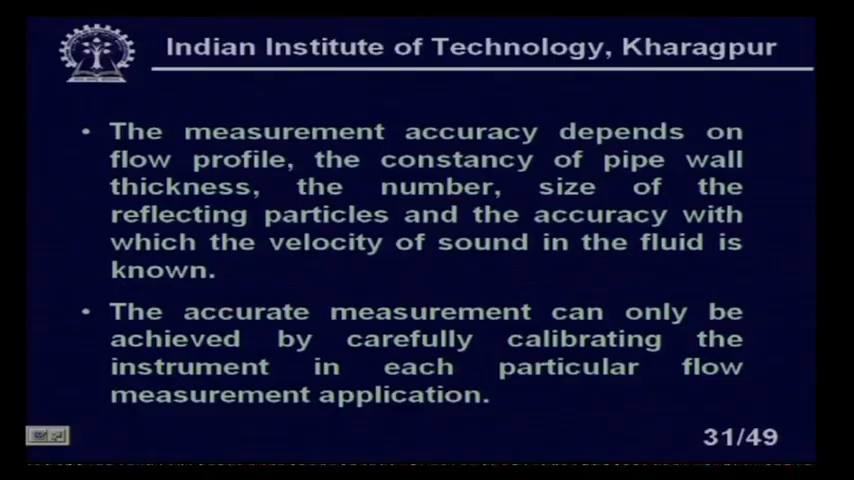 Indian Institute of Technology, Kharagpur
• The measurement accuracy depends on
flow profile, the constancy of pipe wall
thickness, the number, size of the
reflecting particles and the accuracy with
which the velocity of sound in the fluid is
known.
• The accurate measurement can only be
achieved by carefully calibrating the
instrument in each particular flow
measurement application.
31/49